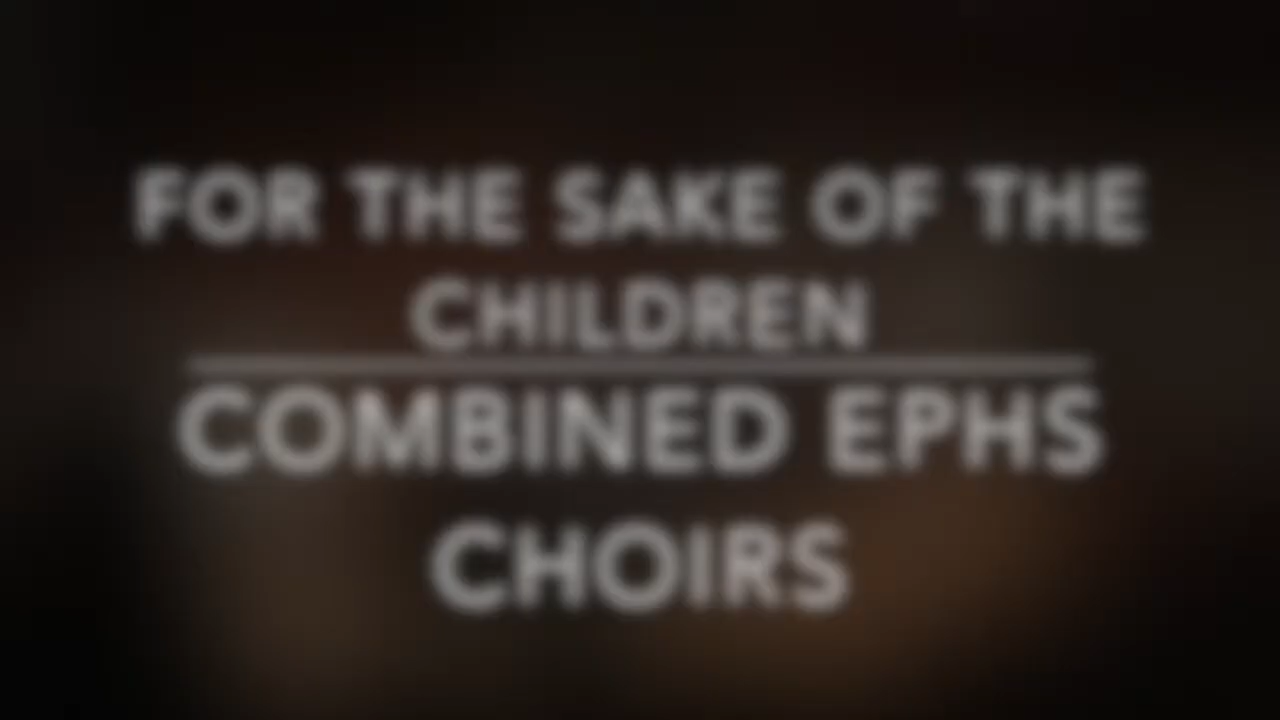 FOR THE SAKE OF THE
CHILDREN
COMBINED EPHS
CHOIRS